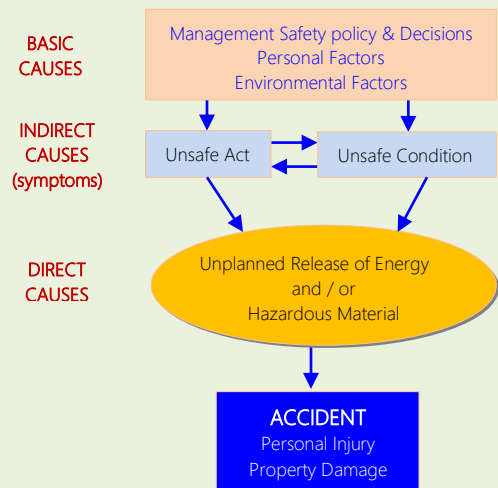 BASIC
CAUSES
Management Safety policy & Decisions
Personal Factors
Environmental Factors
INDIRECT
CAUSES
(symptoms)
Unsafe Act
Unsafe Condition
DIRECT
CAUSES
Unplanned Release of Energy
and / or
Hazardous Material
ACCIDENT
Personal Injury
Property Damage